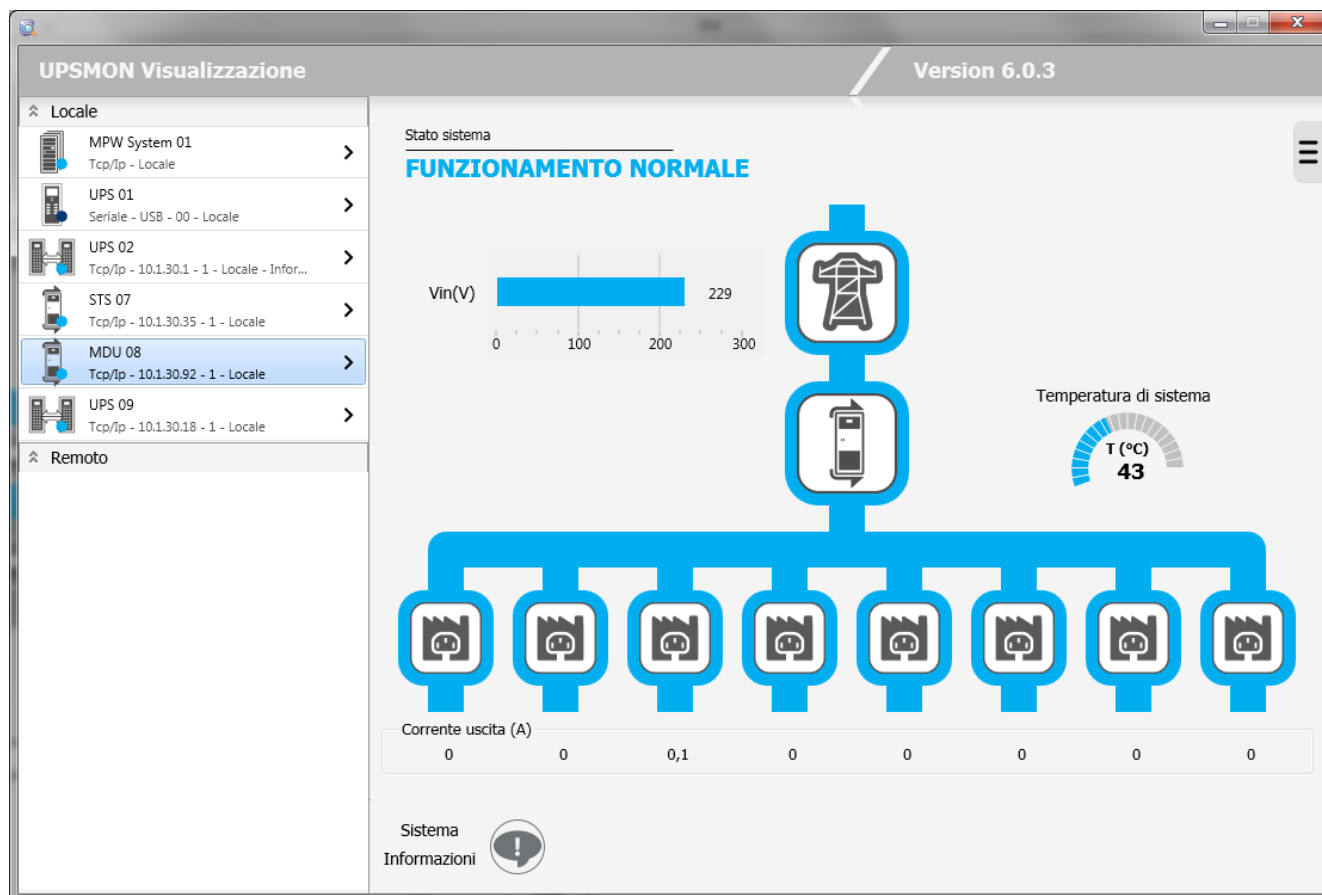 UPSMON Visualizzazione
Version 6.0.3
Locale
MPW System 01
Tcp/Ip - Locale
UPS 01
Seriale - USB - 00 - Locale
UPS 02
Tcp/Ip - 10.1.30.1 - 1 - Locale - Infor...
STS 07
Tcp/Ip - 10.1.30.35 - 1 - Locale
MDU 08
Tcp/Ip - 10.1.30.92 - 1 - Locale
UPS 09
Tcp/Ip - 10.1.30.18 - 1 - Locale
Remoto
Stato sistema
FUNZIONAMENTO NORMALE
Vin(V)
229
0 100 200 300
Temperatura di sistema
T (°C)
43
Corrente uscita (A)
0 0 0,1 0 0 0 0 0
Sistema
Informazioni